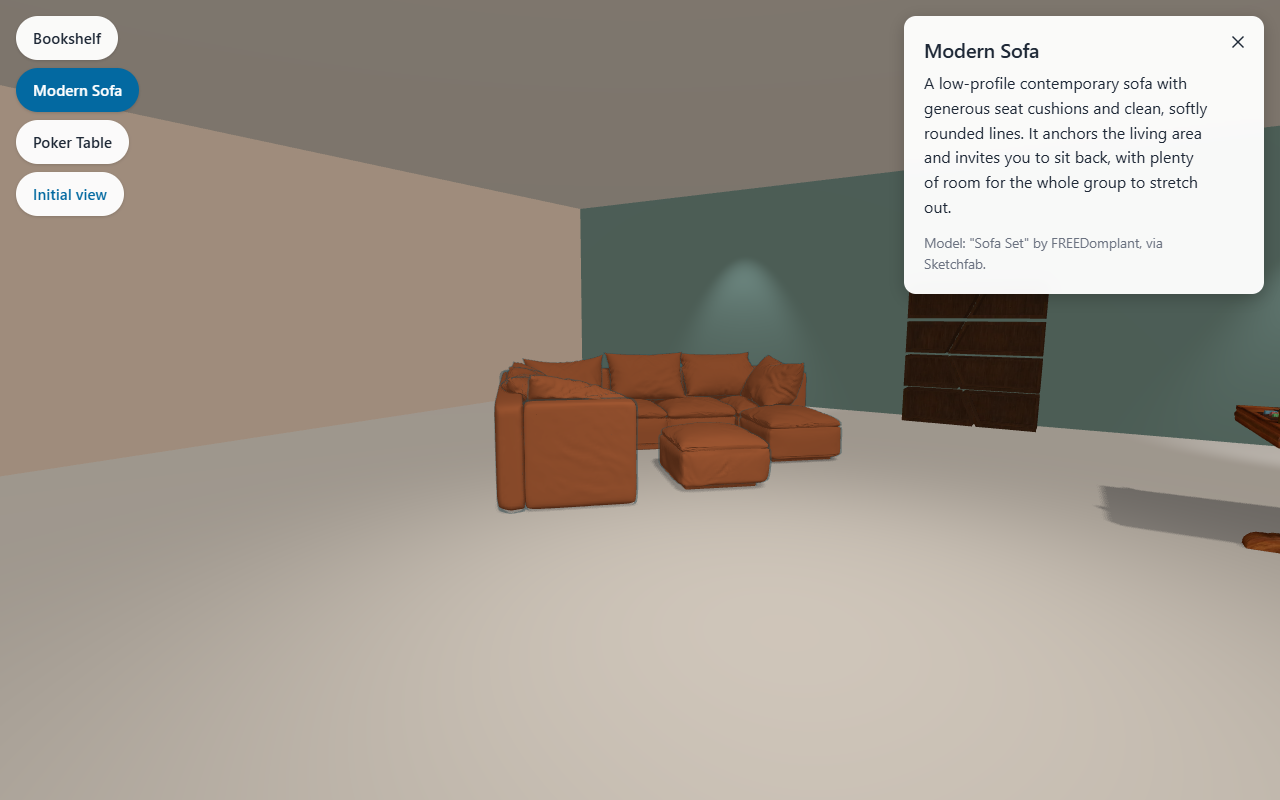 Bookshelf
Modern Sofa
Poker Table
Initial view
Modern Sofa
A low-profile contemporary sofa with
generous seat cushions and clean, softly
rounded lines. It anchors the living area
and invites you to sit back, with plenty
of room for the whole group to stretch
out.
Model: "Sofa Set" by FREEDomplant, via
Sketchfab.